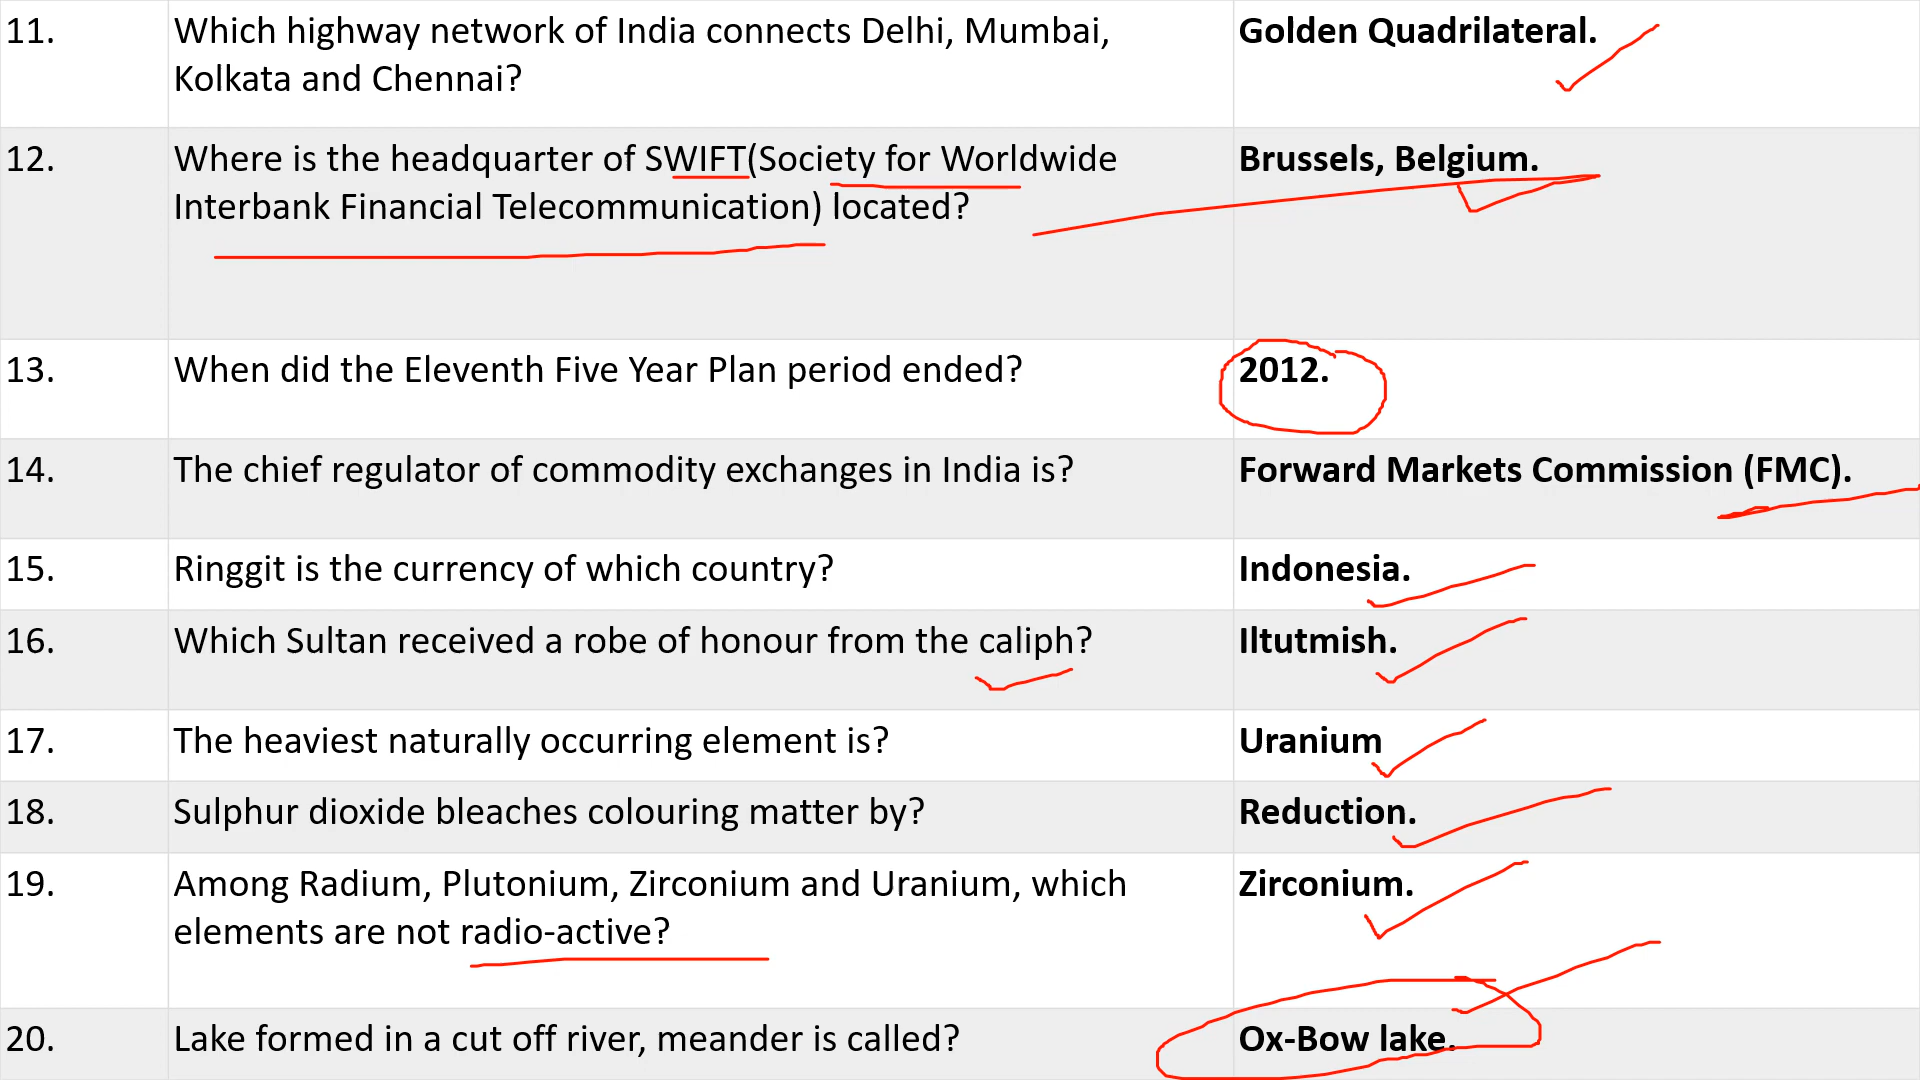 11. Which highway network of India connects Delhi, Mumbai, Golden Quadrilateral.
Kolkata and Chennai?
12. Where is the headquarter of SWIFT(Society for Worldwide Brussels, Belgium.
Interbank Financial Telecommunication) located?
13. When did the Eleventh Five Year Plan period ended? 2012.
14. The chief regulator of commodity exchanges in India is? Forward Markets Commission (FMC).
15. Ringgit is the currency of which country? Indonesia.
16. Which Sultan received a robe of honour from the caliph? Iltutmish.
17. The heaviest naturally occurring element is? Uranium
18. Sulphur dioxide bleaches colouring matter by? Reduction.
19. Among Radium, Plutonium, Zirconium and Uranium, which Zirconium.
elements are not radio-active?
20. Lake formed in a cut off river, meander is called? Ox-Bow lake.